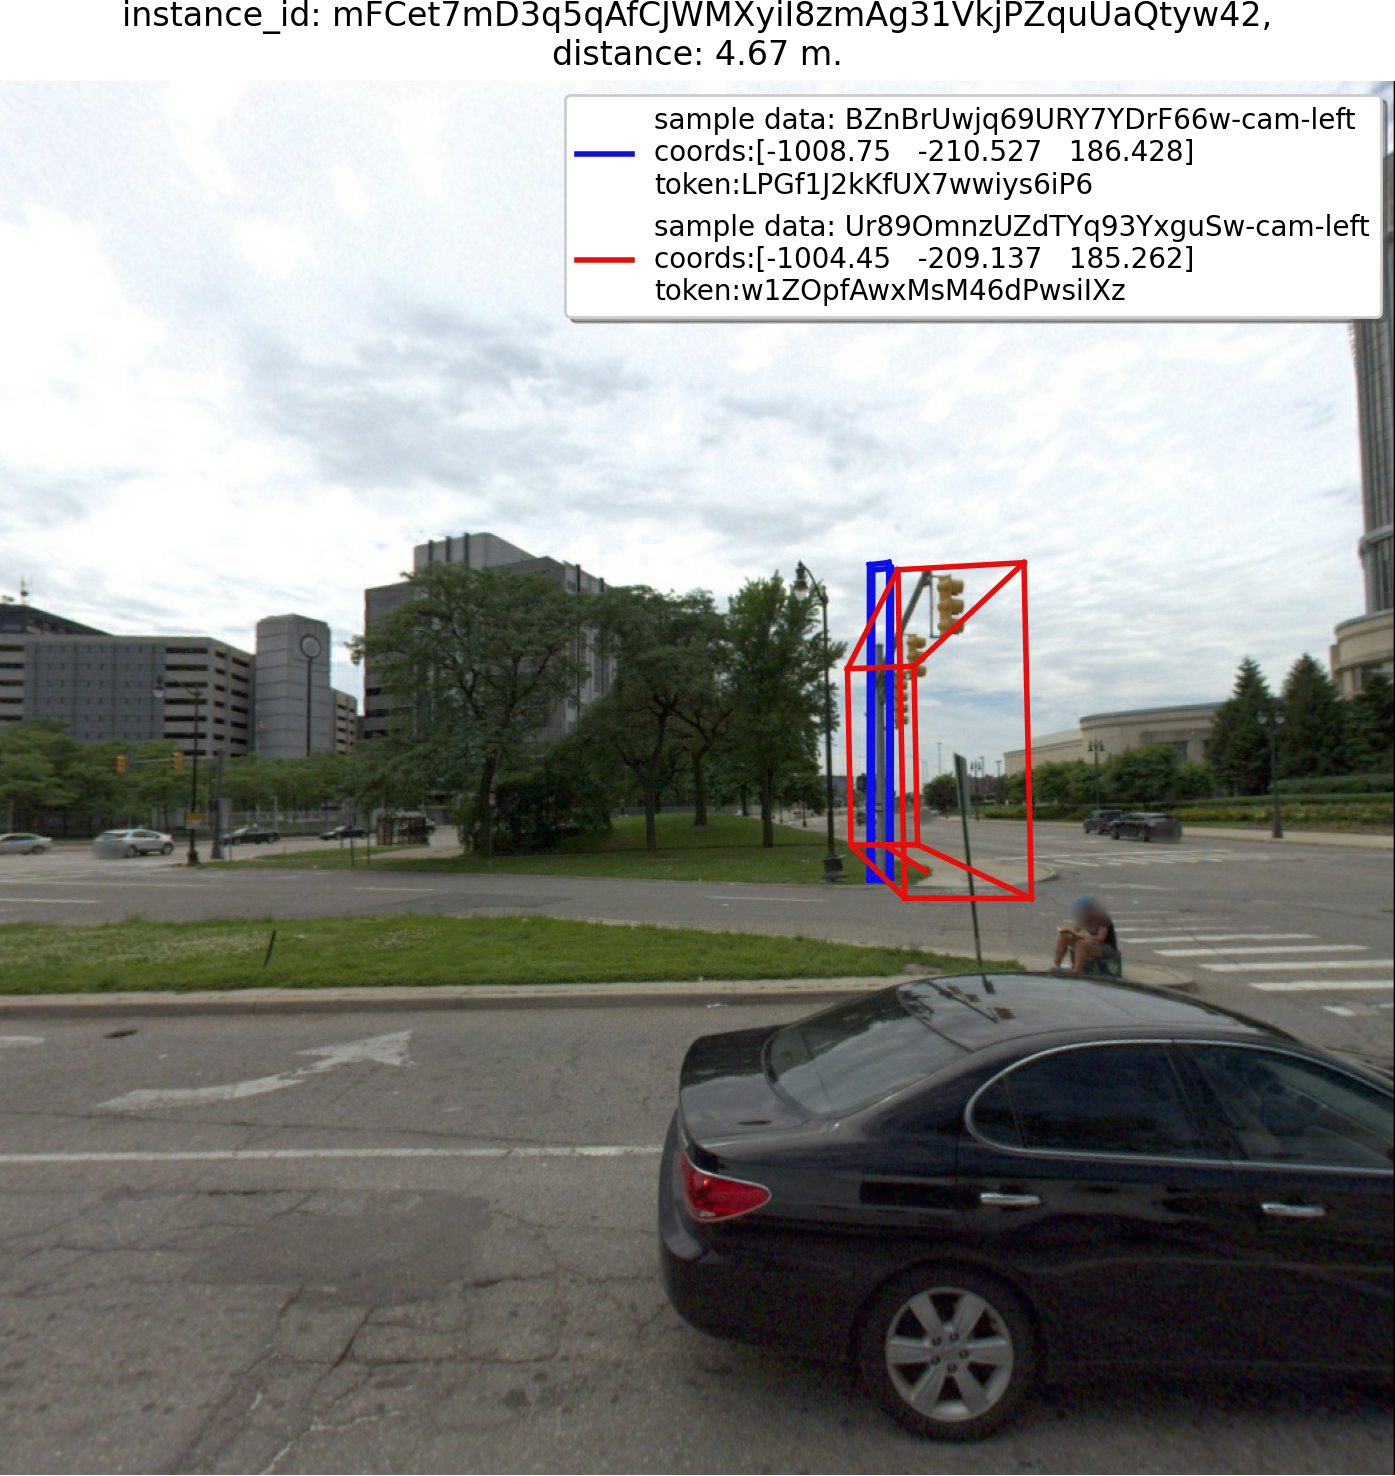 instance_id: mFCet7mD3q5qAfCJWMXyiI8zmAg31VkjPZquUaQtyw42,
distance: 4.67 m.
sample data: BZnBrUwjq69URY7YDrF66w-cam-left
coords:[-1008.75 -210.527 186.428]
token:LPGf1J2kKfUX7wwiys6iP6
sample data: Ur89OmnzUZdTYq93YxguSw-cam-left
coords:[-1004.45 -209.137 185.262]
token:w1ZOpfAwxMsM46dPwsiIXz